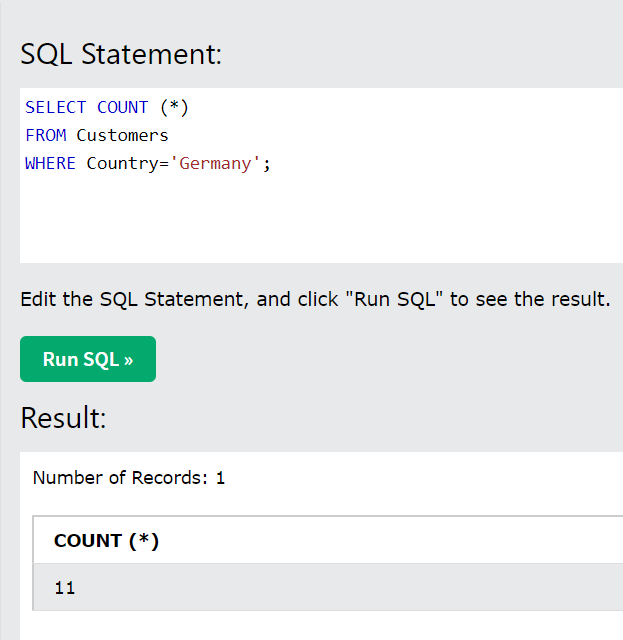 SQL Statement:
SELECT COUNT (*)
FROM Customers
WHERE Country='Germany';
Edit the SQL Statement, and click "Run SQL" to see the result.
Run SQL »
Result:
Number of Records: 1
COUNT (*)
11